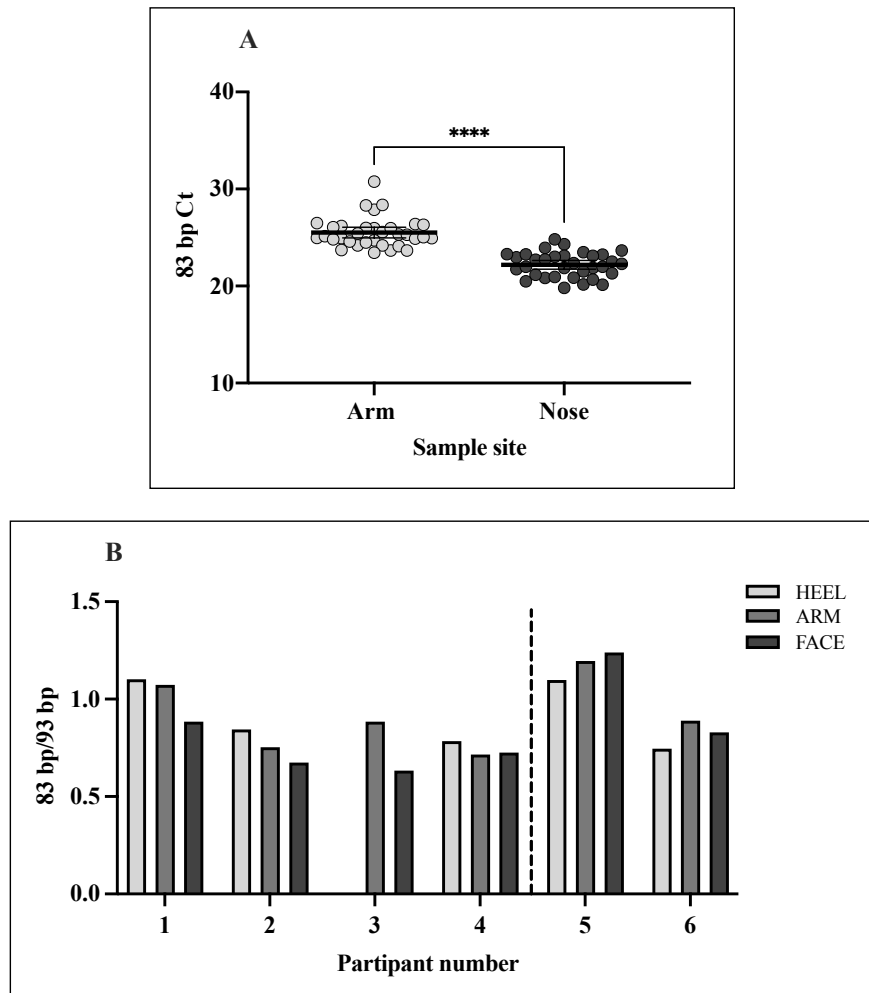 A
40
****
30
83 bp Ct
20
10
Arm Nose
Sample site
B
1.5
HEEL
ARM
FACE
1.0
83 bp/93 bp
0.5
0.0
1 2 3 4 5 6
Partipant number